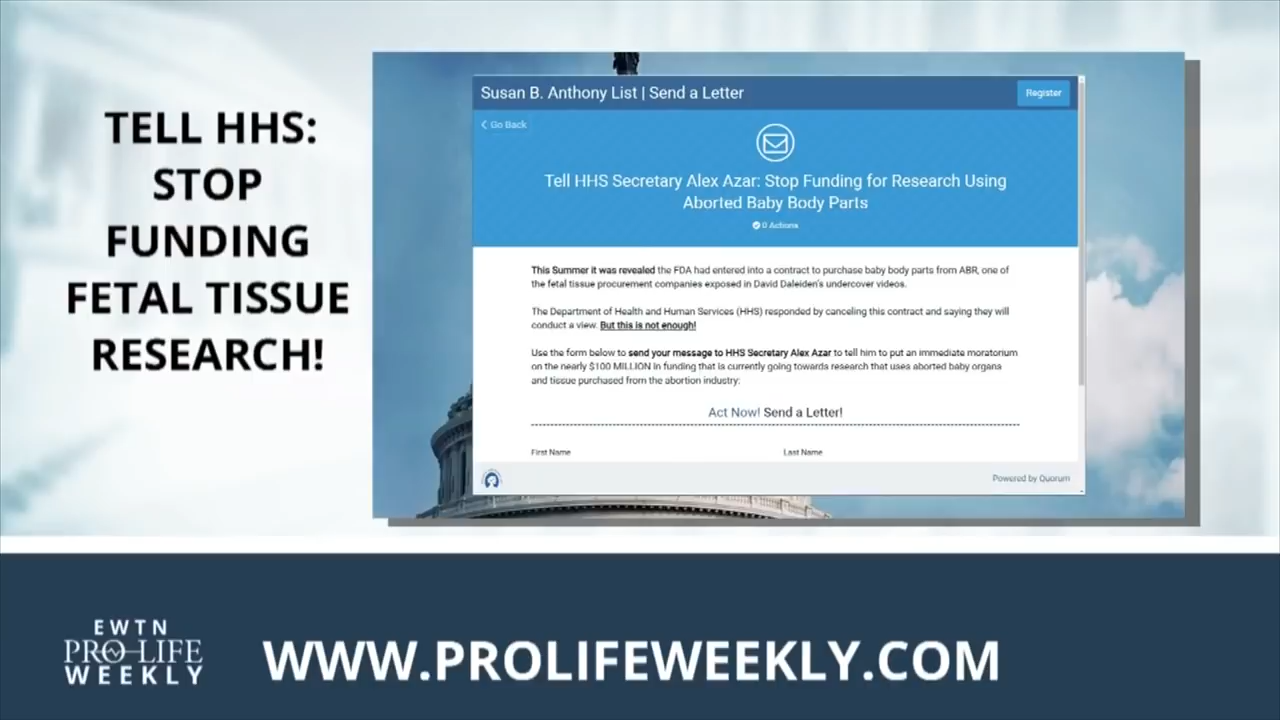 TELL HHS:
STOP
FUNDING
FETAL TISSUE
RESEARCH!
Susan B. Anthony List | Send a Letter
Register
Go Back
Tell HHS Secretary Alex Azar: Stop Funding for Research Using
Aborted Baby Body Parts
0 Actions
This Summer it was revealed the FDA had entered into a contract to purchase baby body parts from ABR, one of
the fetal tissue procurement companies exposed in David Daleiden's undercover videos.
The Department of Health and Human Services (HHS) responded by canceling this contract and saying they will
conduct a view. But this is not enough!
Use the form below to send your message to HHS Secretary Alex Azar to tell him to put an immediate moratorium
on the nearly $100 MILLION in funding that is currently going towards research that uses aborted baby organs
and tissue purchased from the abortion industry:
Act Now! Send a Letter!
First Name
Last Name
Powered by Quorum
EWTN
PRO-LIFE
WEEKLY
WWW.PROLIFEWEEKLY.COM